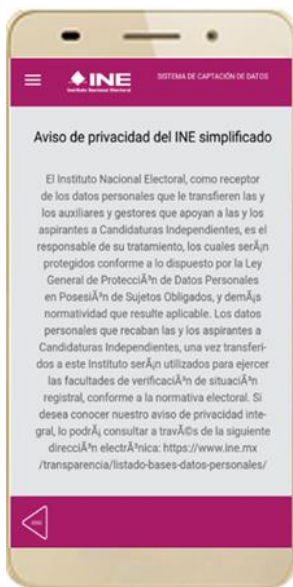 INE
Instituto Nacional Electoral
SISTEMA DE CAPTACIÓN DE DATOS
Aviso de privacidad del INE simplificado
El Instituto Nacional Electoral, como receptor
de los datos personales que le transfieren las y
los auxiliares y gestores que apoyan a las y los
aspirantes a Candidaturas Independientes, es el
responsable de su tratamiento, los cuales serÃ¡n
protegidos conforme a lo dispuesto por la Ley
General de ProtecciÃ³n de Datos Personales
en PosesiÃ³n de Sujetos Obligados, y demÃ¡s
normatividad que resulte aplicable. Los datos
personales que recaban las y los aspirantes a
Candidaturas Independientes, una vez transferi-
dos a este Instituto serÃ¡n utilizados para ejercer
las facultades de verificaciÃ³n de situaciÃ³n
registral, conforme a la normativa electoral. Si
desea conocer nuestro aviso de privacidad inte-
gral, lo podrÃ¡ consultar a travÃ©s de la siguiente
direcciÃ³n electrÃ³nica: https://www.ine.mx
/transparencia/listado-bases-datos-personales/